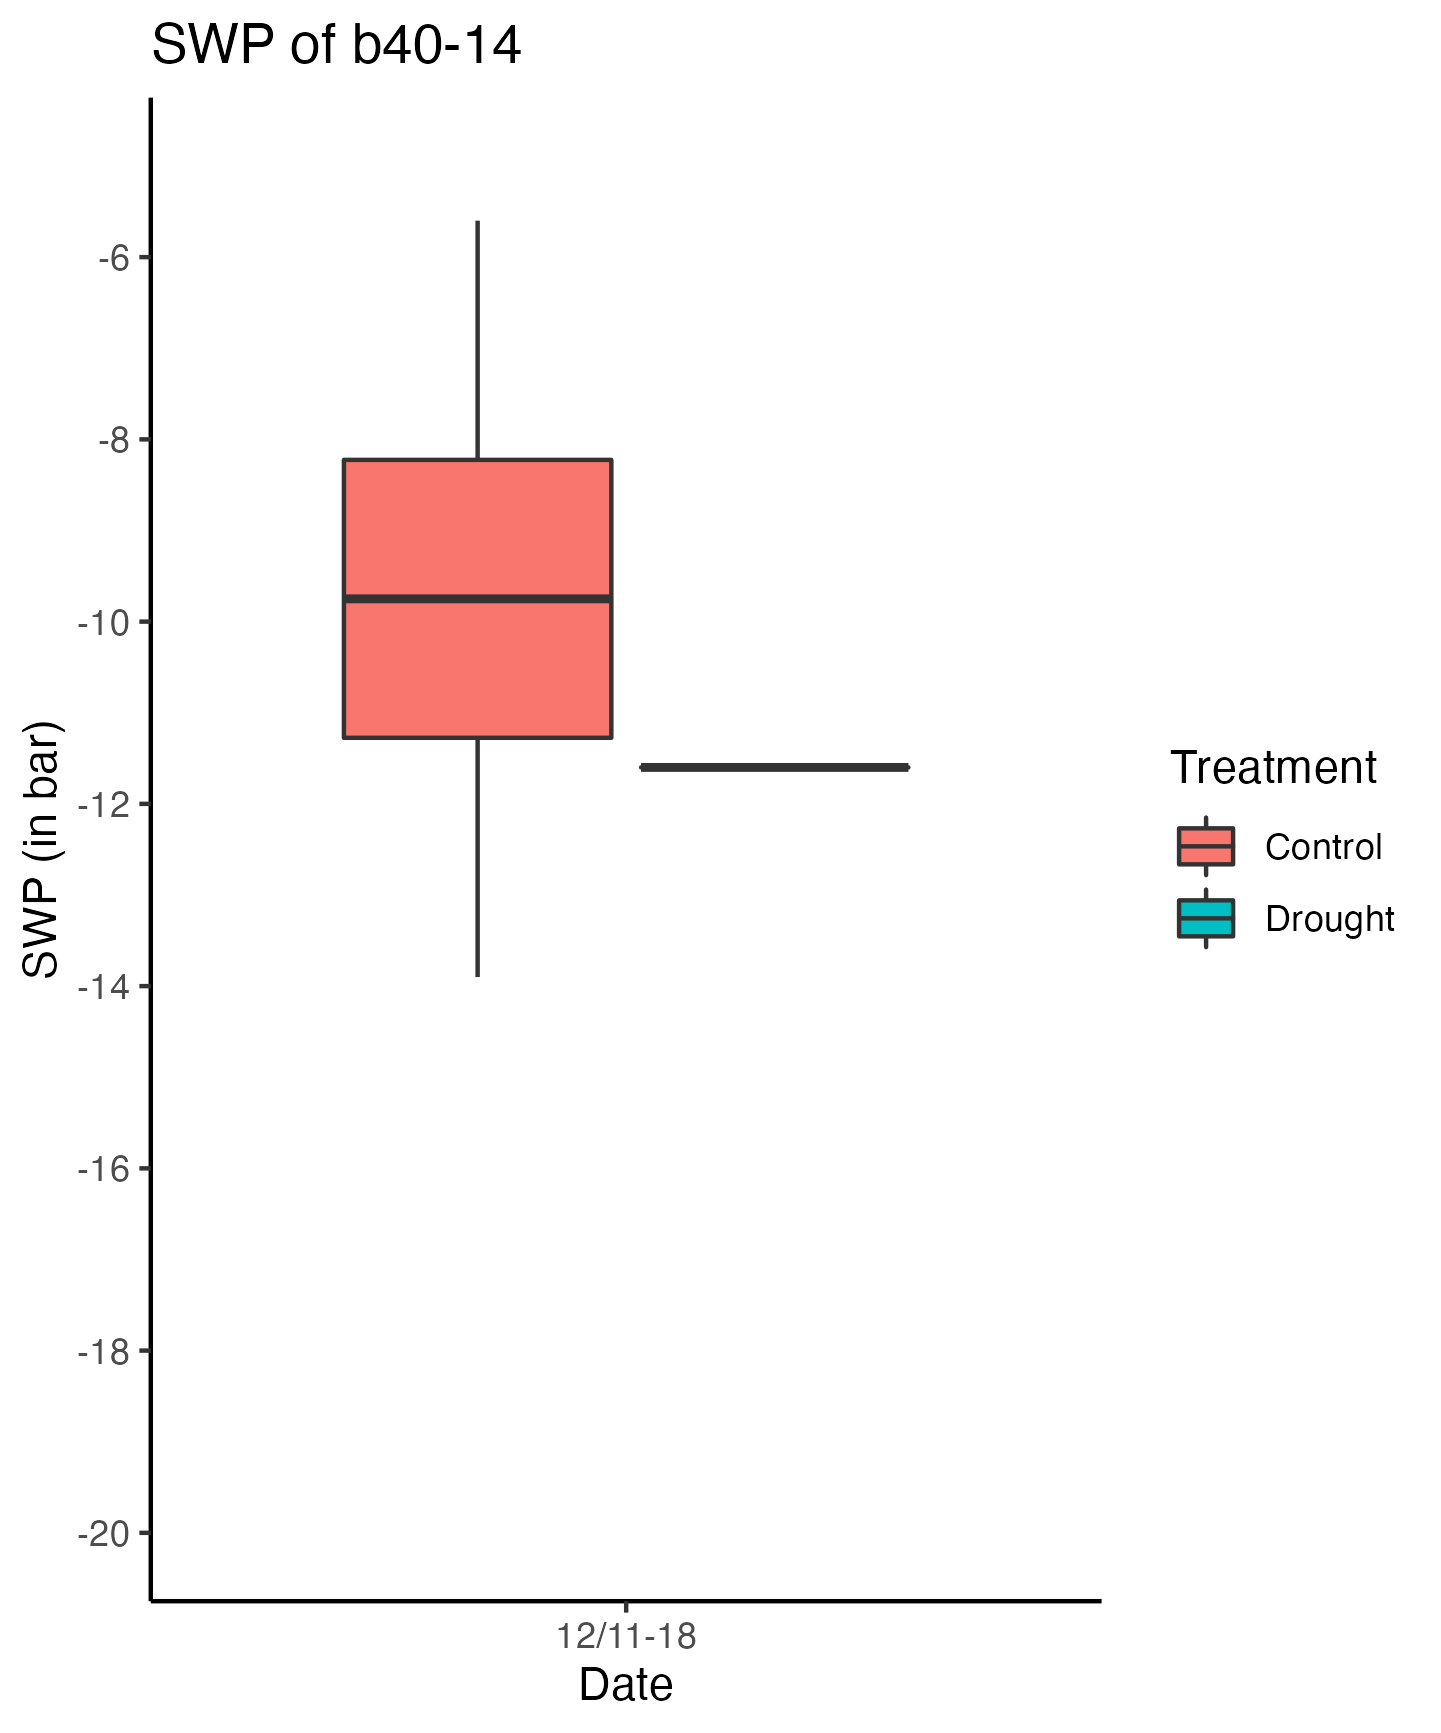 SWP of b40-14
SWP (in bar)
-6
-8
-10
-12
-14
-16
-18
-20
12/11-18
Date
Treatment
Control
Drought